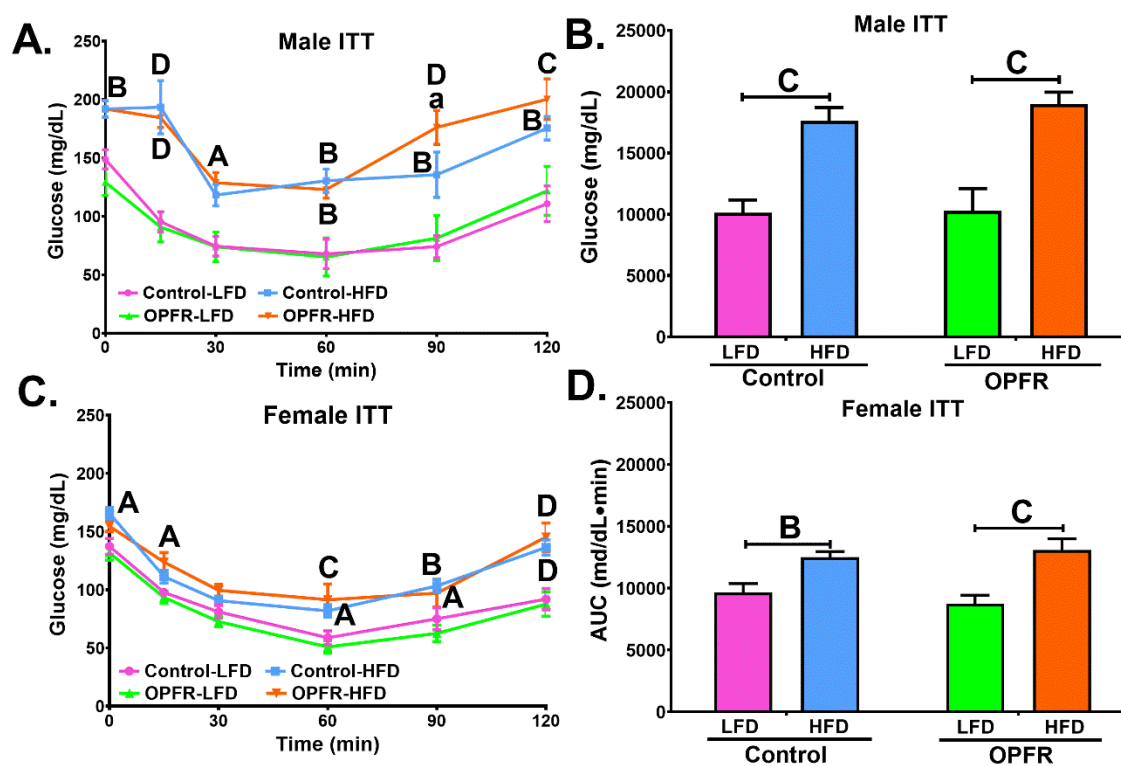 A.
Male ITT
Glucose (mg/dL)
250
200
150
100
50
0
B
D
D
A
B
B
D
a
B
C
B
Control-LFD
Control-HFD
OPFR-LFD
OPFR-HFD
0
30
60
90
120
Time (min)
B.
Male ITT
Glucose (mg/dL)
25000
20000
15000
10000
5000
0
C
C
LFD
HFD
LFD
HFD
Control
OPFR
C.
Female ITT
Glucose (mg/dL)
250
200
150
100
50
0
A
A
C
A
B
A
D
D
Control-LFD
Control-HFD
OPFR-LFD
OPFR-HFD
0
30
60
90
120
Time (min)
D.
Female ITT
AUC (md/dL•min)
25000
20000
15000
10000
5000
0
B
C
LFD
HFD
LFD
HFD
Control
OPFR